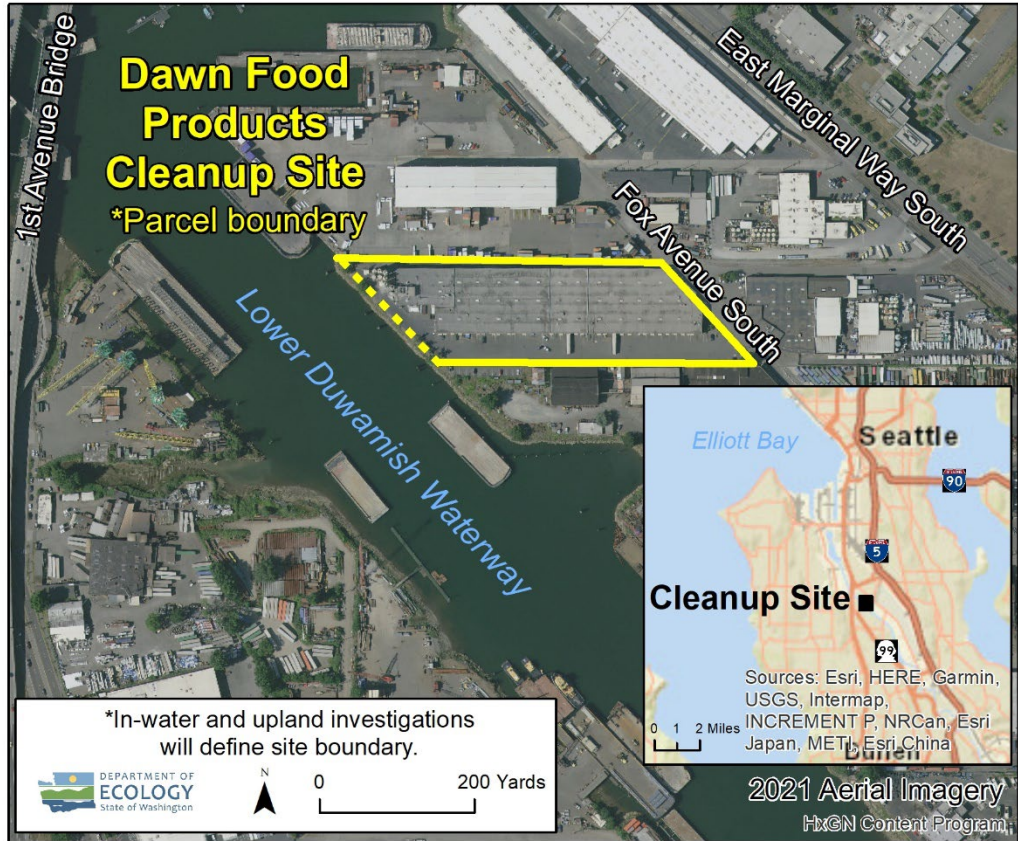 Dawn Food
Products
Cleanup Site
*Parcel boundary
1st Avenue Bridge
East Marginal Way South
Fox Avenue South
Lower Duwamish Waterway
Elliott Bay
Seattle
90
5
Cleanup Site
99
Sources: Esri, HERE, Garmin,
USGS, Intermap,
INCREMENT P, NRCan, Esri
Japan, METI, Esri China
0 1 2 Miles
*In-water and upland investigations
will define site boundary.
DEPARTMENT OF
ECOLOGY
State of Washington
N
0 200 Yards
2021 Aerial Imagery
HxGN Content Program